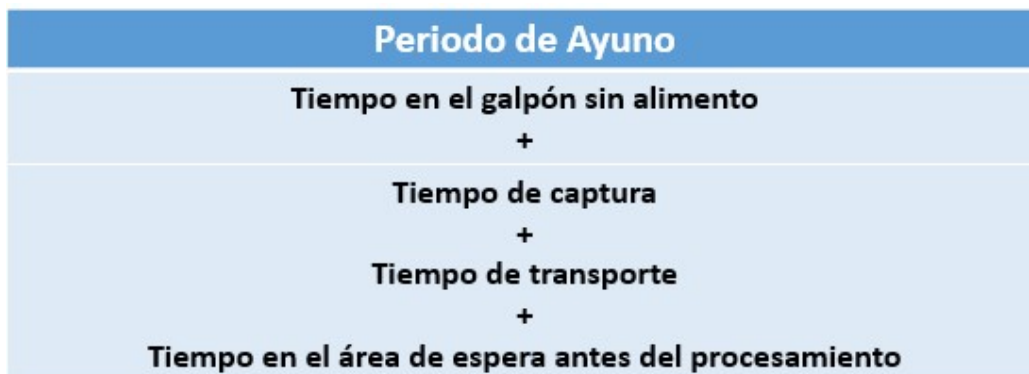 Periodo de Ayuno
Tiempo en el galpón sin alimento
+
Tiempo de captura
+
Tiempo de transporte
+
Tiempo en el área de espera antes del procesamiento